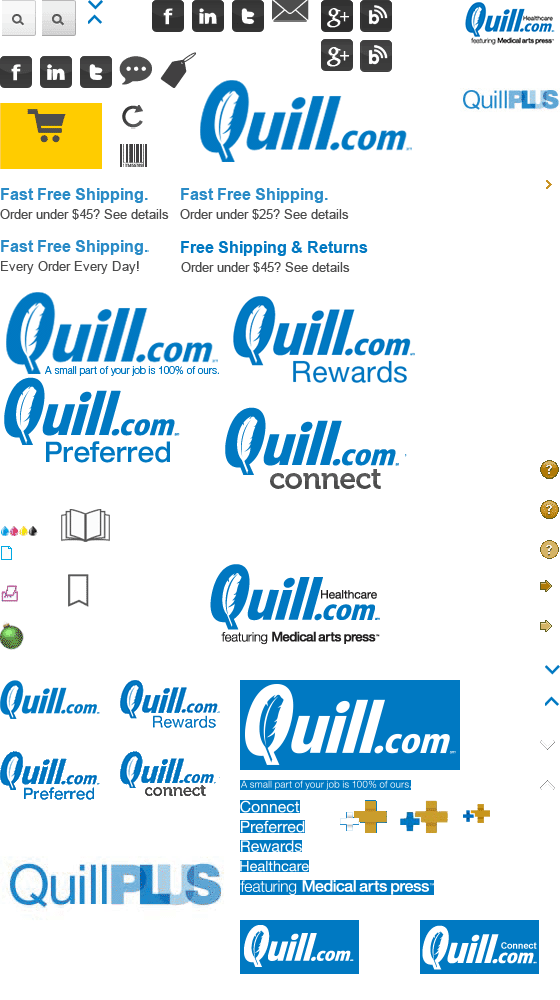 f in t g+ b
Quill.com
Healthcare
featuring Medical arts press™
f in t
g+ b
Quill.com
QuillPLUS
Fast Free Shipping.
Order under $45? See details
Fast Free Shipping.
Order under $25? See details
Fast Free Shipping.
Every Order Every Day!
Free Shipping & Returns
Order under $45? See details
Quill.com
A small part of your job is 100% of ours.
Quill.com
Rewards
Quill.com
Preferred
Quill.com
connect
?
?
?
Quill.com
Healthcare
featuring Medical arts press™
Quill.com
Quill.com
Rewards
Quill.com
Preferred
Quill.com
connect
Quill.com
A small part of your job is 100% of ours.
Connect
Preferred
Rewards
Healthcare
featuring Medical arts press™
QuillPLUS
Quill.com
Quill.com
Connect